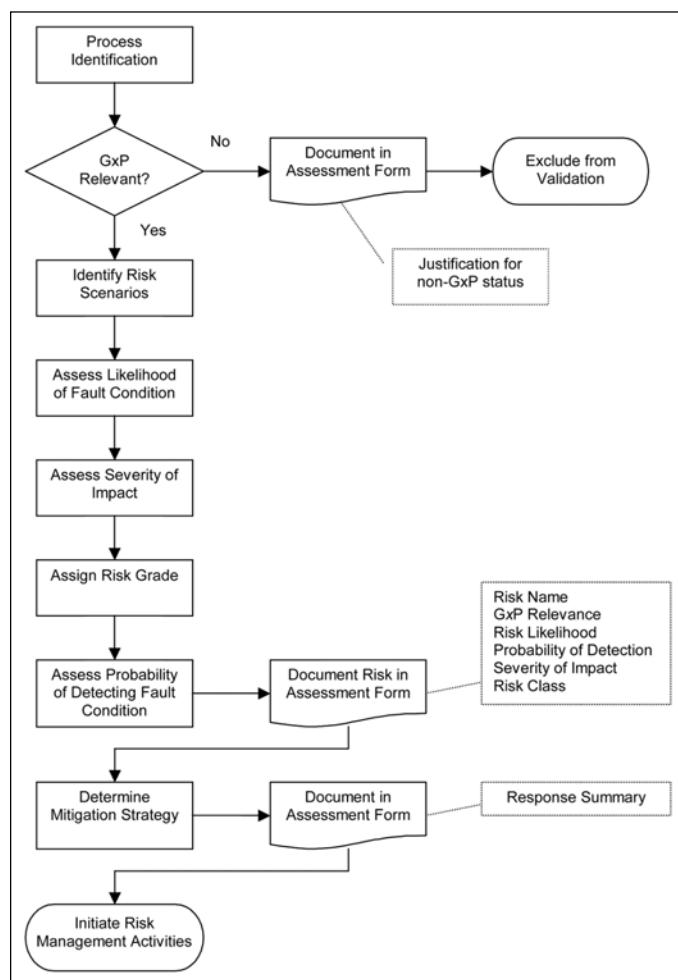 Process
Identification
GxP
Relevant?
No
Document in
Assessment Form
Exclude from
Validation
Justification for
non-GxP status
Yes
Identify Risk
Scenarios
Assess Likelihood
of Fault Condition
Assess Severity of
Impact
Assign Risk Grade
Assess Probability
of Detecting Fault
Condition
Document Risk in
Assessment Form
Risk Name
GxP Relevance
Risk Likelihood
Probability of Detection
Severity of Impact
Risk Class
Determine
Mitigation Strategy
Document in
Assessment Form
Response Summary
Initiate Risk
Management Activities